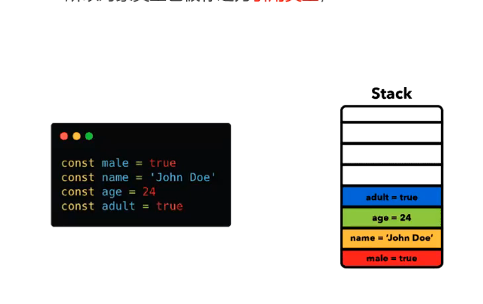 Stack
const male = true
const name = 'John Doe'
const age = 24
const adult = true
adult = true
age = 24
name = ‘John Doe’
male = true